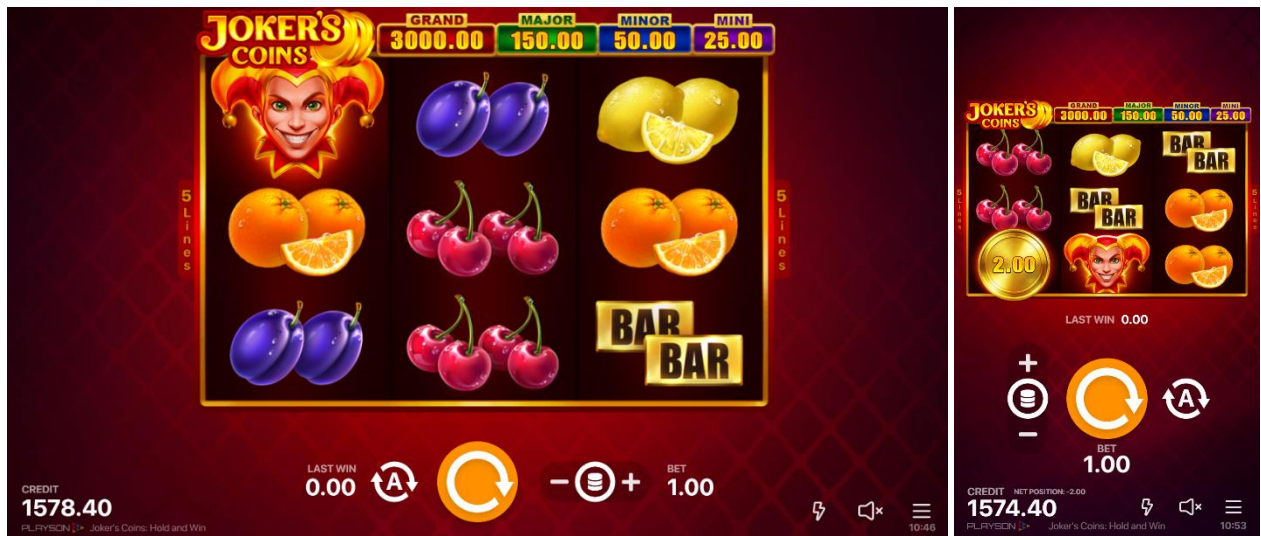 JOKER'S COINS
GRAND MAJOR MINOR MINI
3000.00 150.00 50.00 25.00
5 Lines
5 Lines
BAR
BAR
LAST WIN
0.00
A
BET
1.00
CREDIT
1578.40
PLAYSON Joker's Coins: Hold and Win
10:46
JOKER'S COINS
GRAND MAJOR MINOR MINI
3000.00 150.00 50.00 25.00
BAR
BAR
5 Lines
5 Lines
BAR
BAR
2.00
LAST WIN 0.00
A
BET
1.00
CREDIT NET POSITION: -2.00
1574.40
PLAYSON Joker's Coins: Hold and Win
10:53